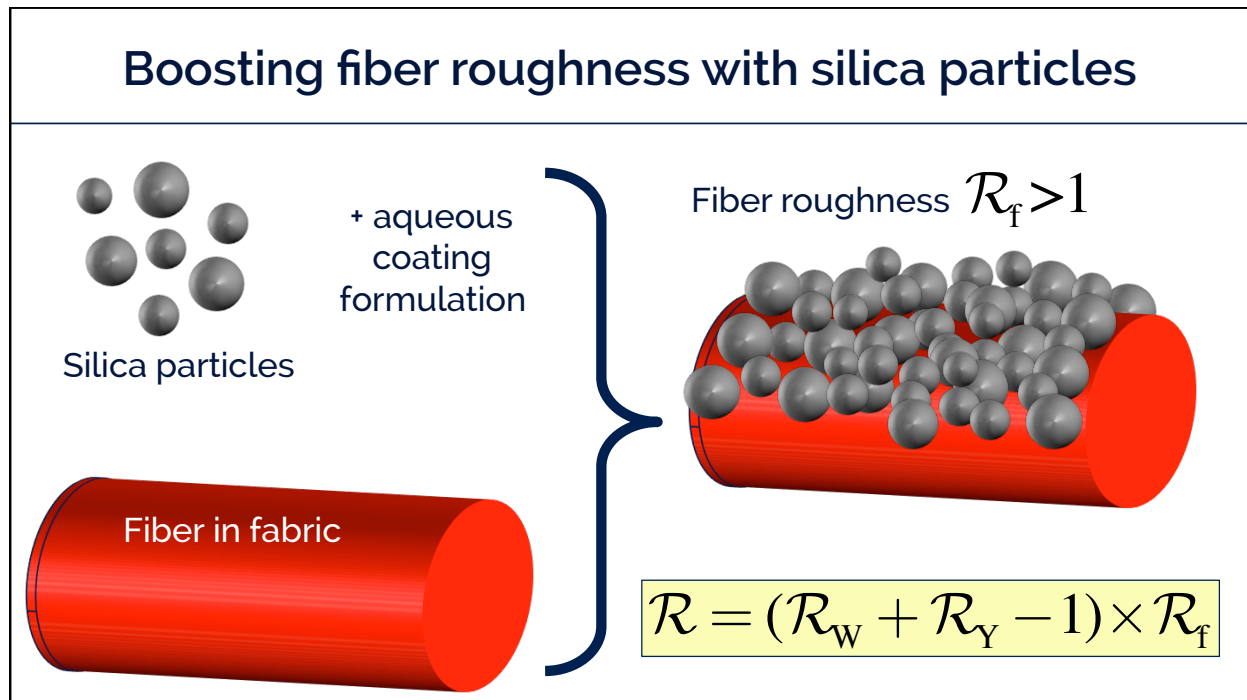 Boosting fiber roughness with silica particles
+ aqueous
coating
formulation
Silica particles
Fiber in fabric
Fiber roughness ℛf >1
ℛ = (ℛW + ℛY − 1) × ℛf